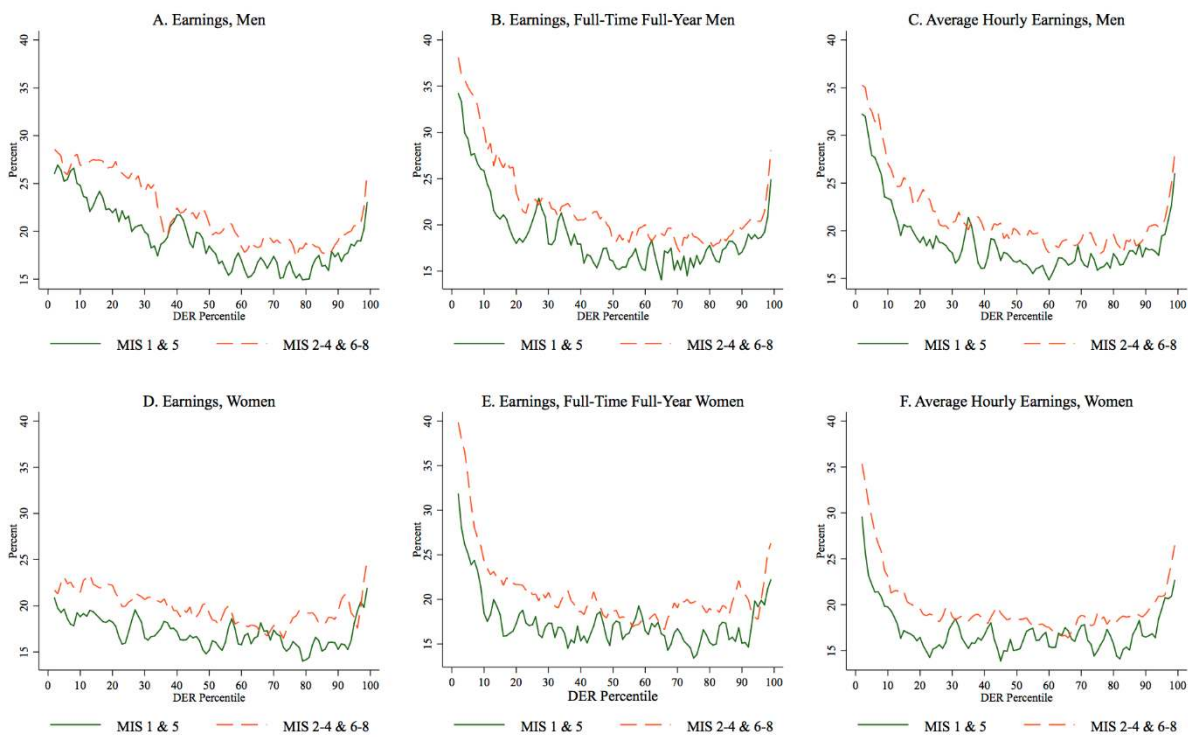 A. Earnings, Men
Percent
40
35
30
25
20
15
0 10 20 30 40 50 60 70 80 90 100
DER Percentile
MIS 1 & 5 MIS 2-4 & 6-8
B. Earnings, Full-Time Full-Year Men
Percent
40
35
30
25
20
15
0 10 20 30 40 50 60 70 80 90 100
DER Percentile
MIS 1 & 5 MIS 2-4 & 6-8
C. Average Hourly Earnings, Men
Percent
40
35
30
25
20
15
0 10 20 30 40 50 60 70 80 90 100
DER Percentile
MIS 1 & 5 MIS 2-4 & 6-8
D. Earnings, Women
Percent
40
35
30
25
20
15
0 10 20 30 40 50 60 70 80 90 100
DER Percentile
MIS 1 & 5 MIS 2-4 & 6-8
E. Earnings, Full-Time Full-Year Women
Percent
40
35
30
25
20
15
0 10 20 30 40 50 60 70 80 90 100
DER Percentile
MIS 1 & 5 MIS 2-4 & 6-8
F. Average Hourly Earnings, Women
Percent
40
35
30
25
20
15
0 10 20 30 40 50 60 70 80 90 100
DER Percentile
MIS 1 & 5 MIS 2-4 & 6-8